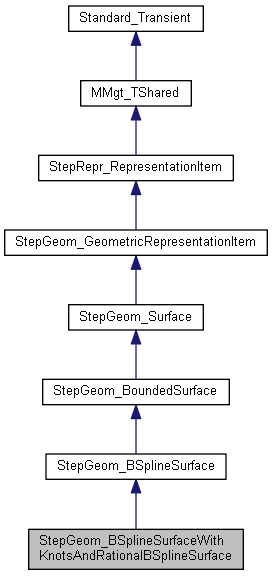 Standard_Transient
MMgt_TShared
StepRepr_RepresentationItem
StepGeom_GeometricRepresentationItem
StepGeom_Surface
StepGeom_BoundedSurface
StepGeom_BSplineSurface
StepGeom_BSplineSurfaceWith
KnotsAndRationalBSplineSurface